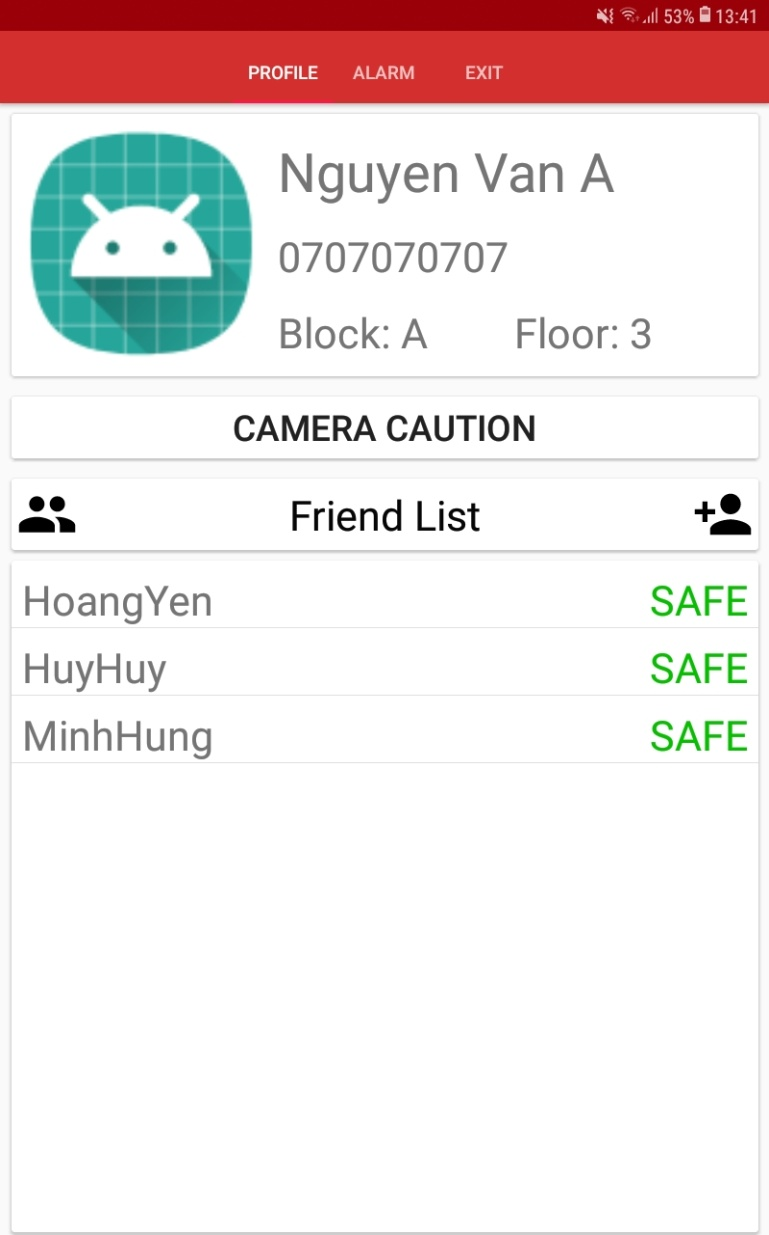 53% 13:41
PROFILE ALARM EXIT
Nguyen Van A
0707070707
Block: A Floor: 3
CAMERA CAUTION
Friend List
HoangYen SAFE
HuyHuy SAFE
MinhHung SAFE